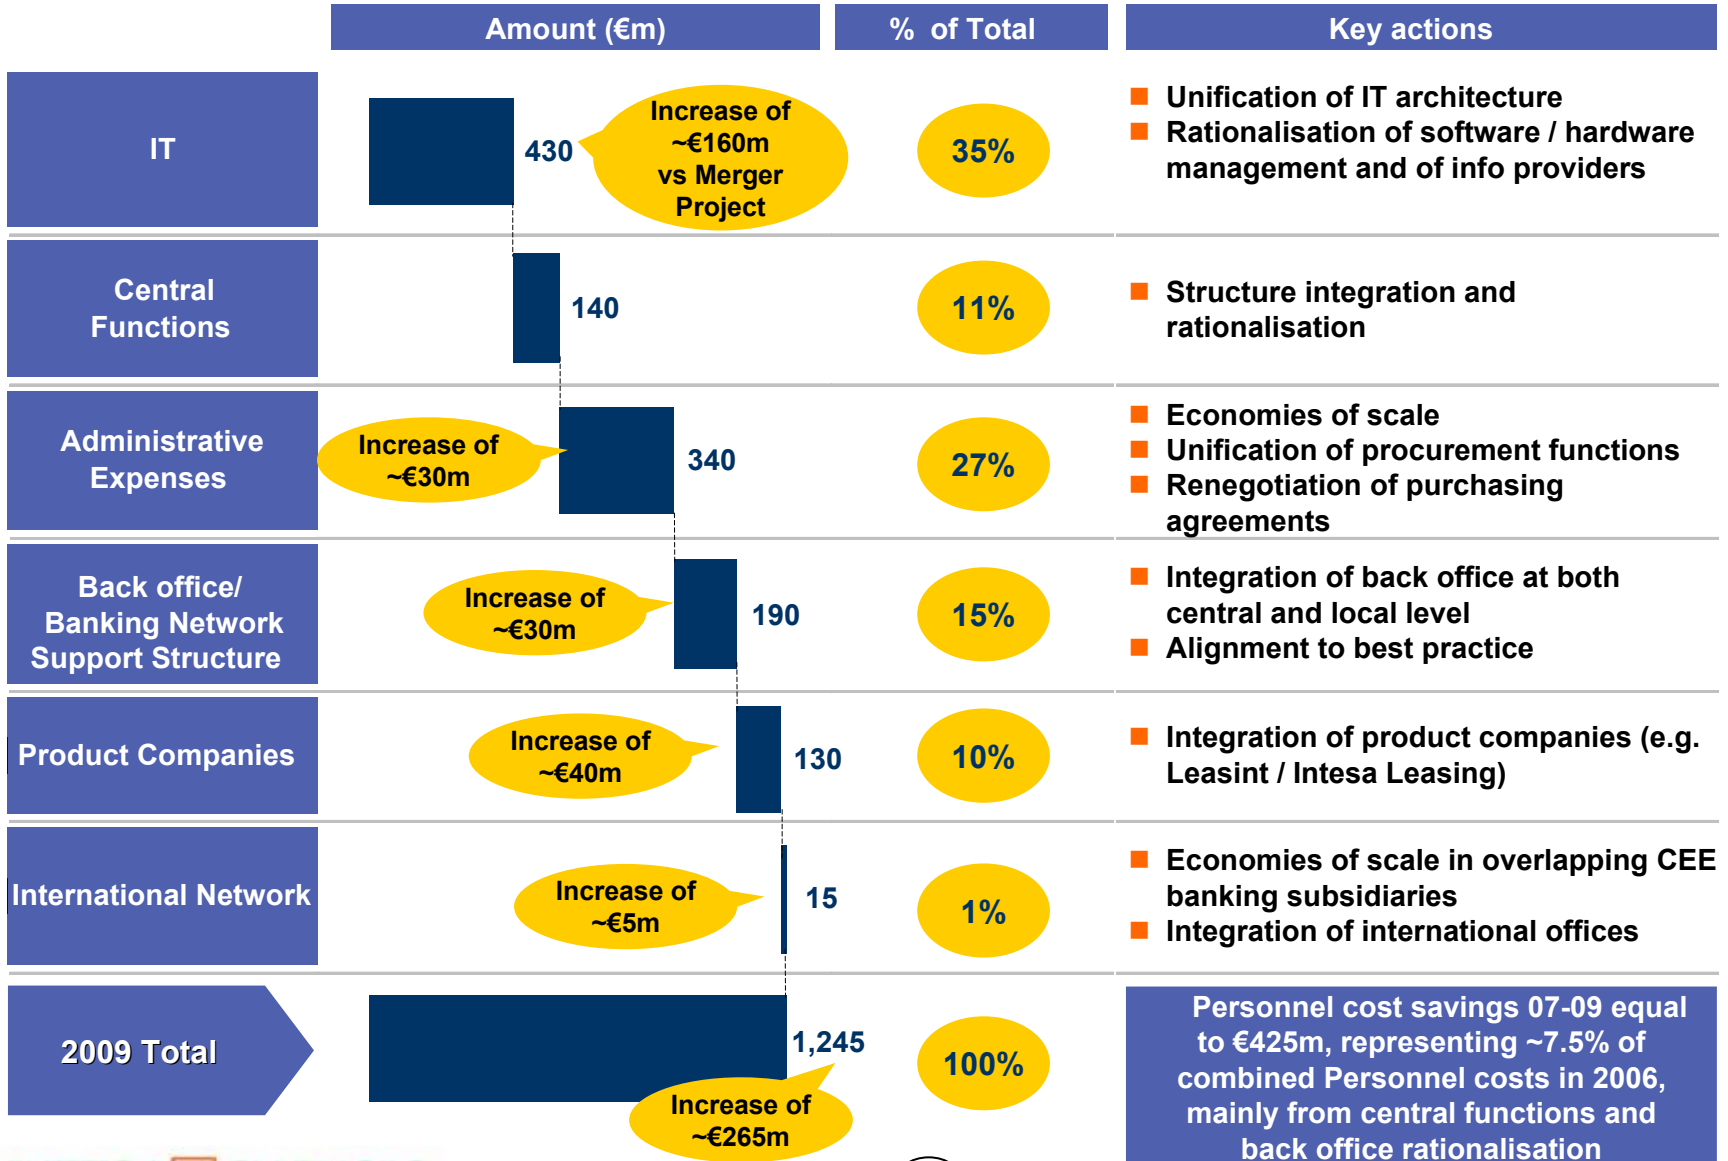 Amount (€m)
% of Total
Key actions
IT
430
Increase of
~€160m
vs Merger
Project
35%
Unification of IT architecture
Rationalisation of software / hardware
management and of info providers
Central
Functions
140
11%
Structure integration and
rationalisation
Administrative
Expenses
Increase of
~€30m
340
27%
Economies of scale
Unification of procurement functions
Renegotiation of purchasing
agreements
Back office/
Banking Network
Support Structure
Increase of
~€30m
190
15%
Integration of back office at both
central and local level
Alignment to best practice
Product Companies
Increase of
~€40m
130
10%
Integration of product companies (e.g.
Leasint / Intesa Leasing)
International Network
Increase of
~€5m
15
1%
Economies of scale in overlapping CEE
banking subsidiaries
Integration of international offices
2009 Total
1,245
Increase of
~€265m
100%
Personnel cost savings 07-09 equal
to €425m, representing ~7.5% of
combined Personnel costs in 2006,
mainly from central functions and
back office rationalisation